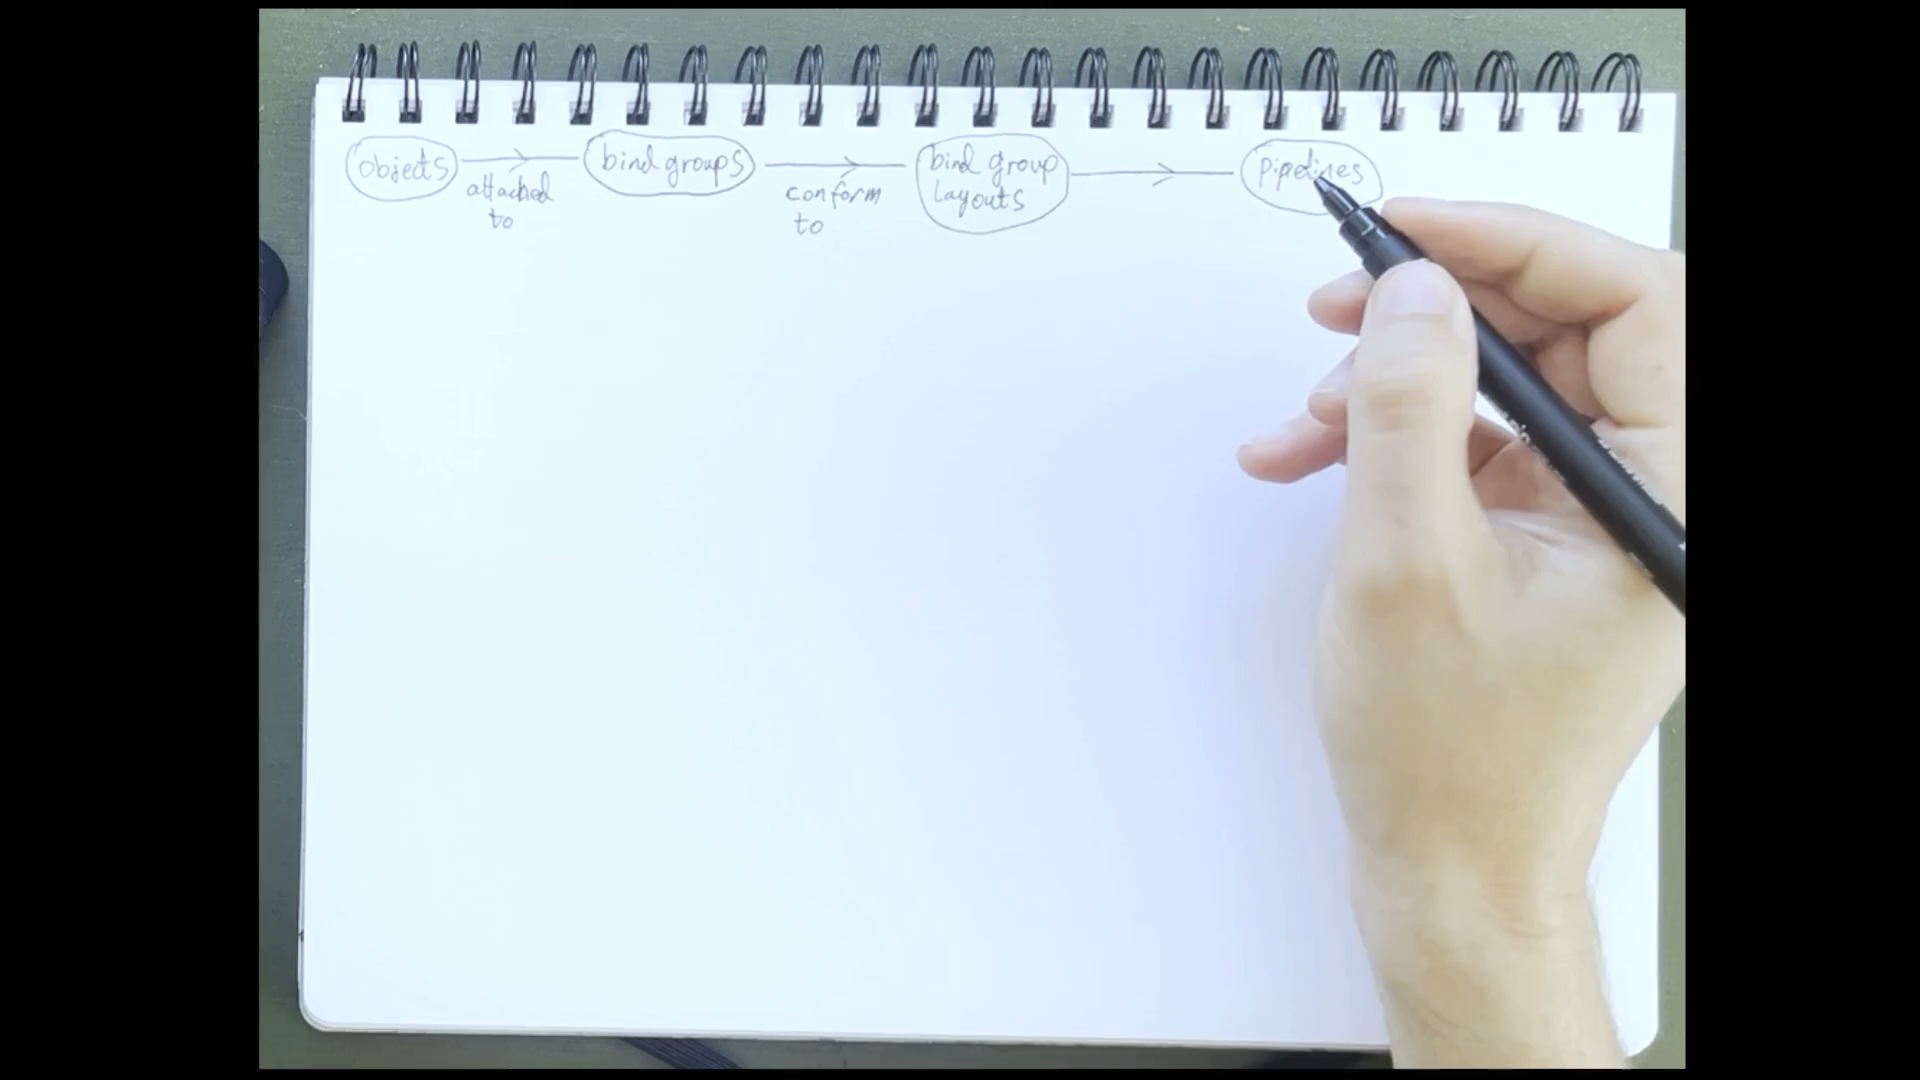 objects
attached
to
bind groups
conform
to
bind group
layouts
pipelines